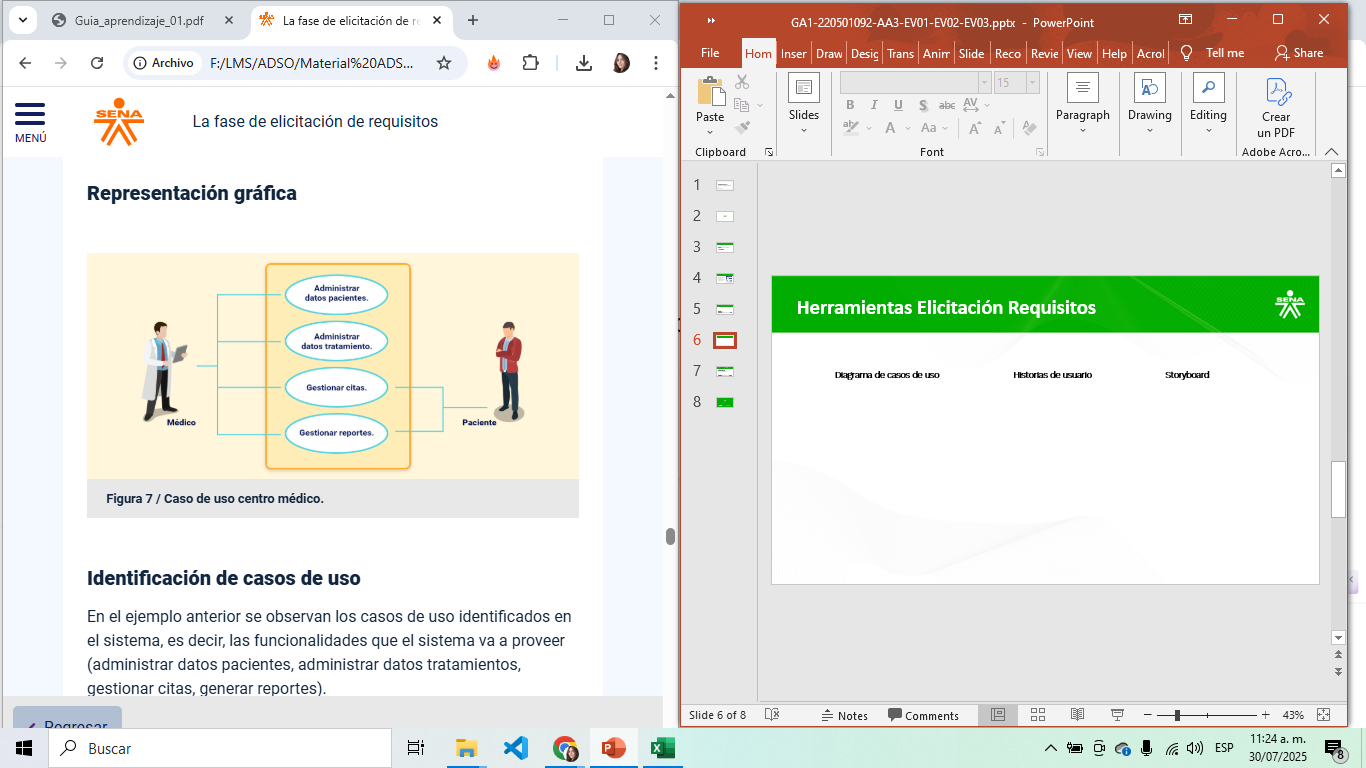 Guia_aprendizaje_01.pdf
La fase de elicitación de re
Archivo
F:/LMS/ADSO/Material%20ADS...
MENÚ
SENA
La fase de elicitación de requisitos
Representación gráfica
Administrar
datos pacientes.
Administrar
datos tratamiento.
Gestionar citas.
Gestionar reportes.
Médico
Paciente
Figura 7 / Caso de uso centro médico.
Identificación de casos de uso
En el ejemplo anterior se observan los casos de uso identificados en
el sistema, es decir, las funcionalidades que el sistema va a proveer
(administrar datos pacientes, administrar datos tratamientos,
gestionar citas, generar reportes).
Regresar
GA1-220501092-AA3-EV01-EV02-EV03.pptx - PowerPoint
File
Hom
Inser
Draw
Desig
Trans
Anim
Slide
Reco
Revie
View
Help
Acrol
Tell me
Share
Paste
Clipboard
Slides
15
B I U S abc AV
Aa
Font
Paragraph
Drawing
Editing
Crear
un PDF
Adobe Acro...
1
2
3
4
5
6
7
8
Herramientas Elicitación Requisitos
SENA
Diagrama de casos de uso
Historias de usuario
Storyboard
Slide 6 of 8
Notes
Comments
43%
Buscar
ESP
11:24 a. m.
30/07/2025
8